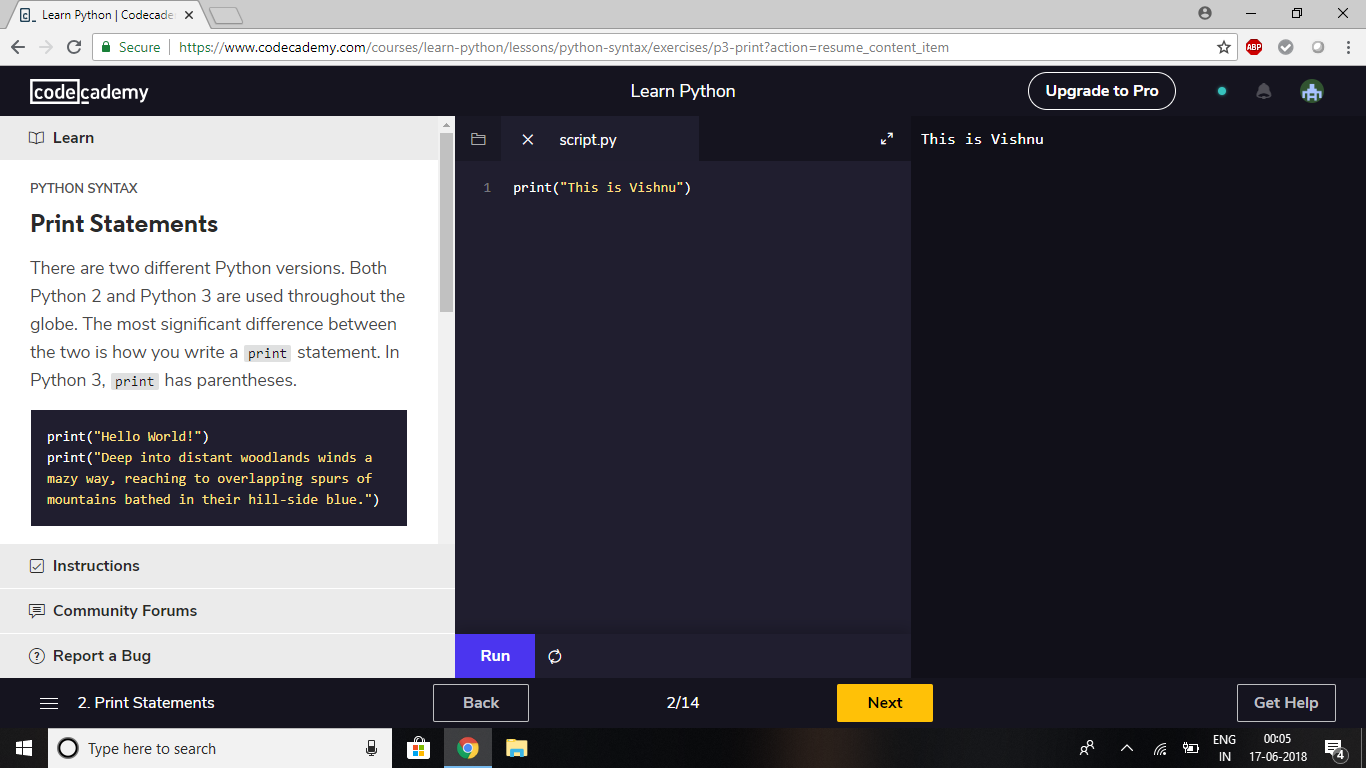 Learn Python | Codecade
Secure
https://www.codecademy.com/courses/learn-python/lessons/python-syntax/exercises/p3-print?action=resume_content_item
ABP
codecademy
Learn Python
Upgrade to Pro
Learn
script.py
This is Vishnu
PYTHON SYNTAX
1 print("This is Vishnu")
Print Statements
There are two different Python versions. Both
Python 2 and Python 3 are used throughout the
globe. The most significant difference between
the two is how you write a print statement. In
Python 3, print has parentheses.
print("Hello World!")
print("Deep into distant woodlands winds a
mazy way, reaching to overlapping spurs of
mountains bathed in their hill-side blue.")
Instructions
Community Forums
Report a Bug
Run
2. Print Statements
Back
2/14
Next
Get Help
Type here to search
ENG
IN
00:05
17-06-2018
4